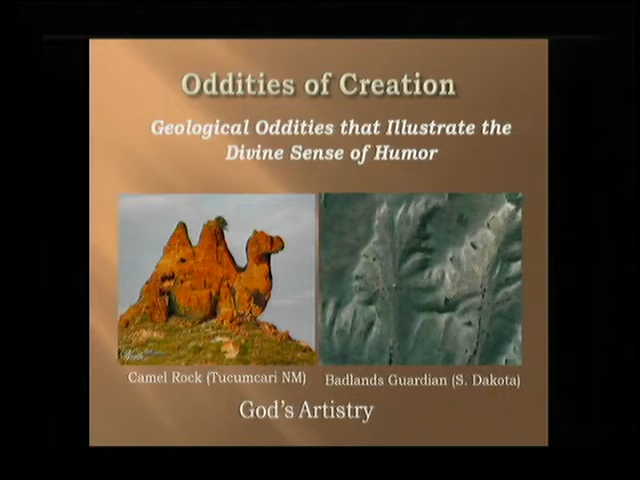 Oddities of Creation
Geological Oddities that Illustrate the
Divine Sense of Humor
Camel Rock (Tucumcari NM)
Badlands Guardian (S. Dakota)
God's Artistry